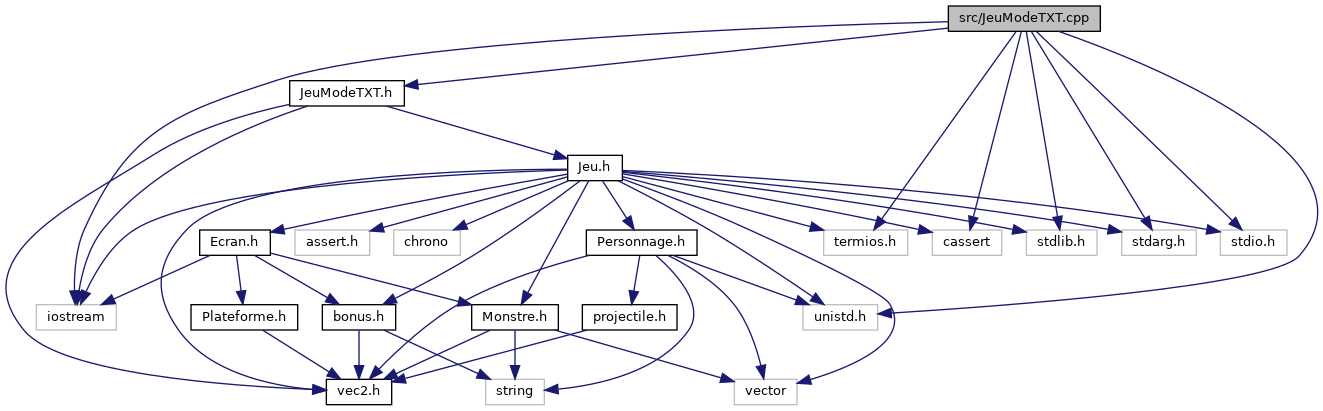 src/JeuModeTXT.cpp
JeuModeTXT.h
Jeu.h
Ecran.h
assert.h
chrono
Personnage.h
termios.h
cassert
stdlib.h
stdarg.h
stdio.h
iostream
Plateforme.h
bonus.h
Monstre.h
projectile.h
unistd.h
vec2.h
string
vector